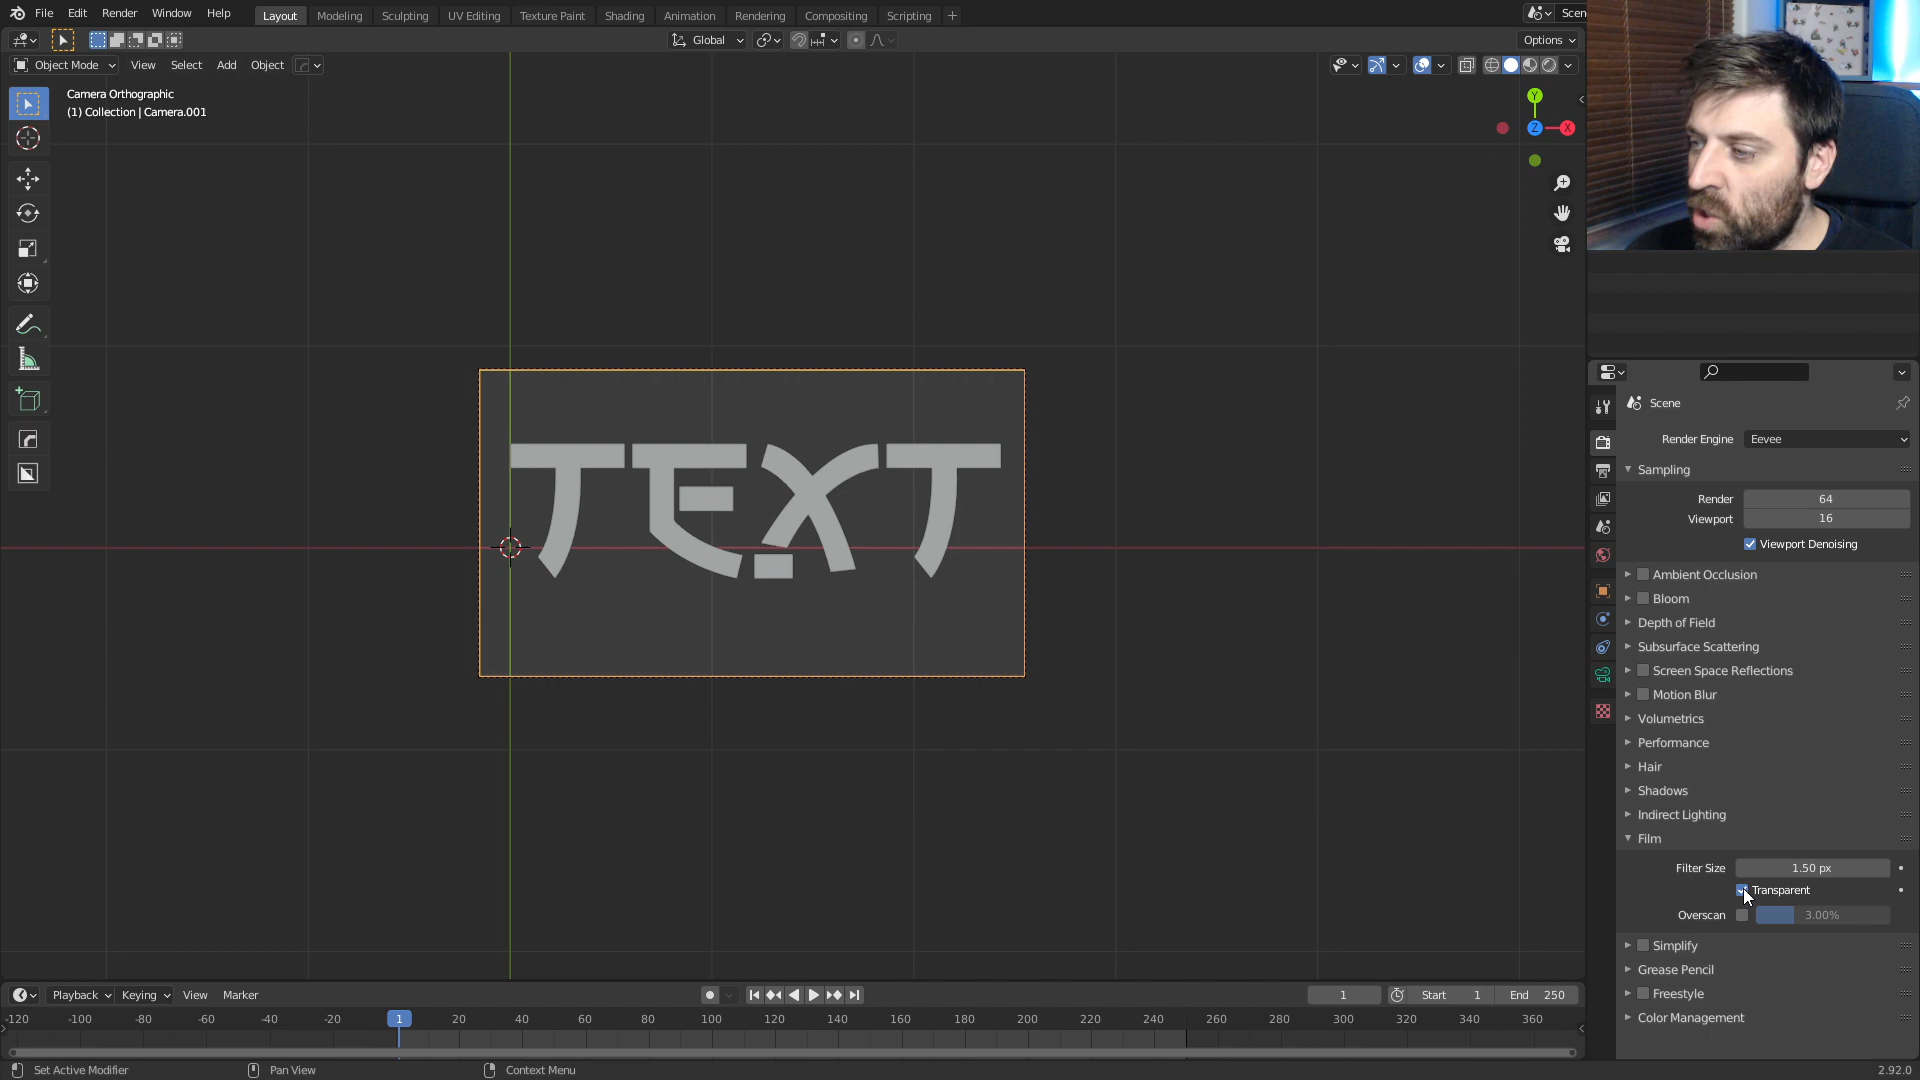 File Edit Render Window Help Layout Modeling Sculpting UV Editing Texture Paint Shading Animation Rendering Compositing Scripting + Scen
Global Options
Object Mode View Select Add Object
Camera Orthographic
(1) Collection | Camera.001
Y
Z X
TEXT
Scene
Render Engine Eevee
Sampling
Render 64
Viewport 16
Viewport Denoising
Ambient Occlusion
Bloom
Depth of Field
Subsurface Scattering
Screen Space Reflections
Motion Blur
Volumetrics
Performance
Hair
Shadows
Indirect Lighting
Film
Filter Size 1.50 px
Transparent
Overscan 3.00%
Simplify
Grease Pencil
Freestyle
Color Management
Playback Keying View Marker 1 Start 1 End 250
-120 -100 -80 -60 -40 -20 1 20 40 60 80 100 120 140 160 180 200 220 240 260 280 300 320 340 360
Set Active Modifier Pan View Context Menu 2.92.0